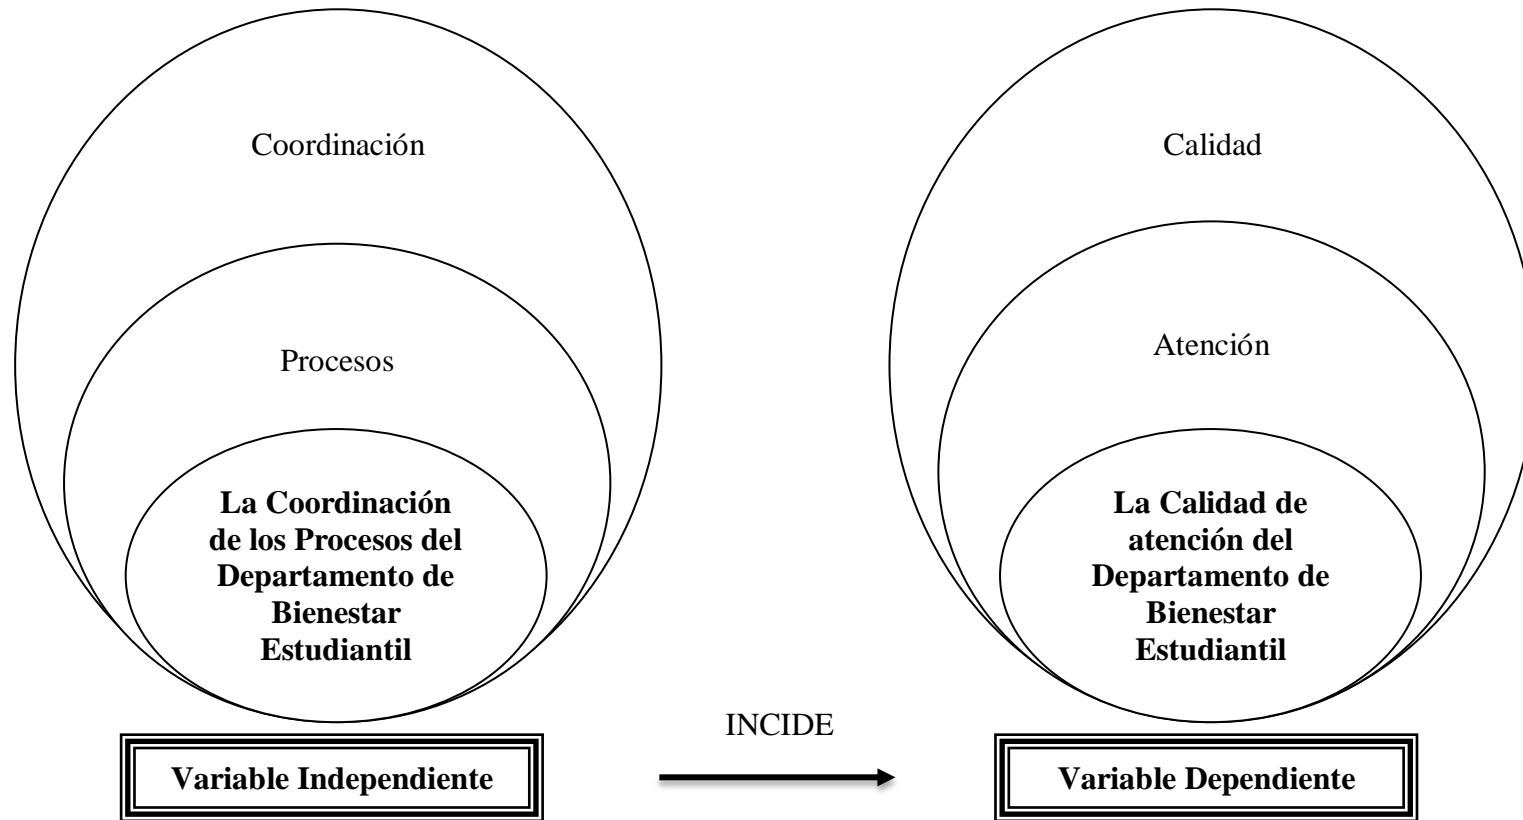 Coordinación
Procesos
La Coordinación
de los Procesos del
Departamento de
Bienestar
Estudiantil
Variable Independiente
INCIDE
Calidad
Atención
La Calidad de
atención del
Departamento de
Bienestar
Estudiantil
Variable Dependiente